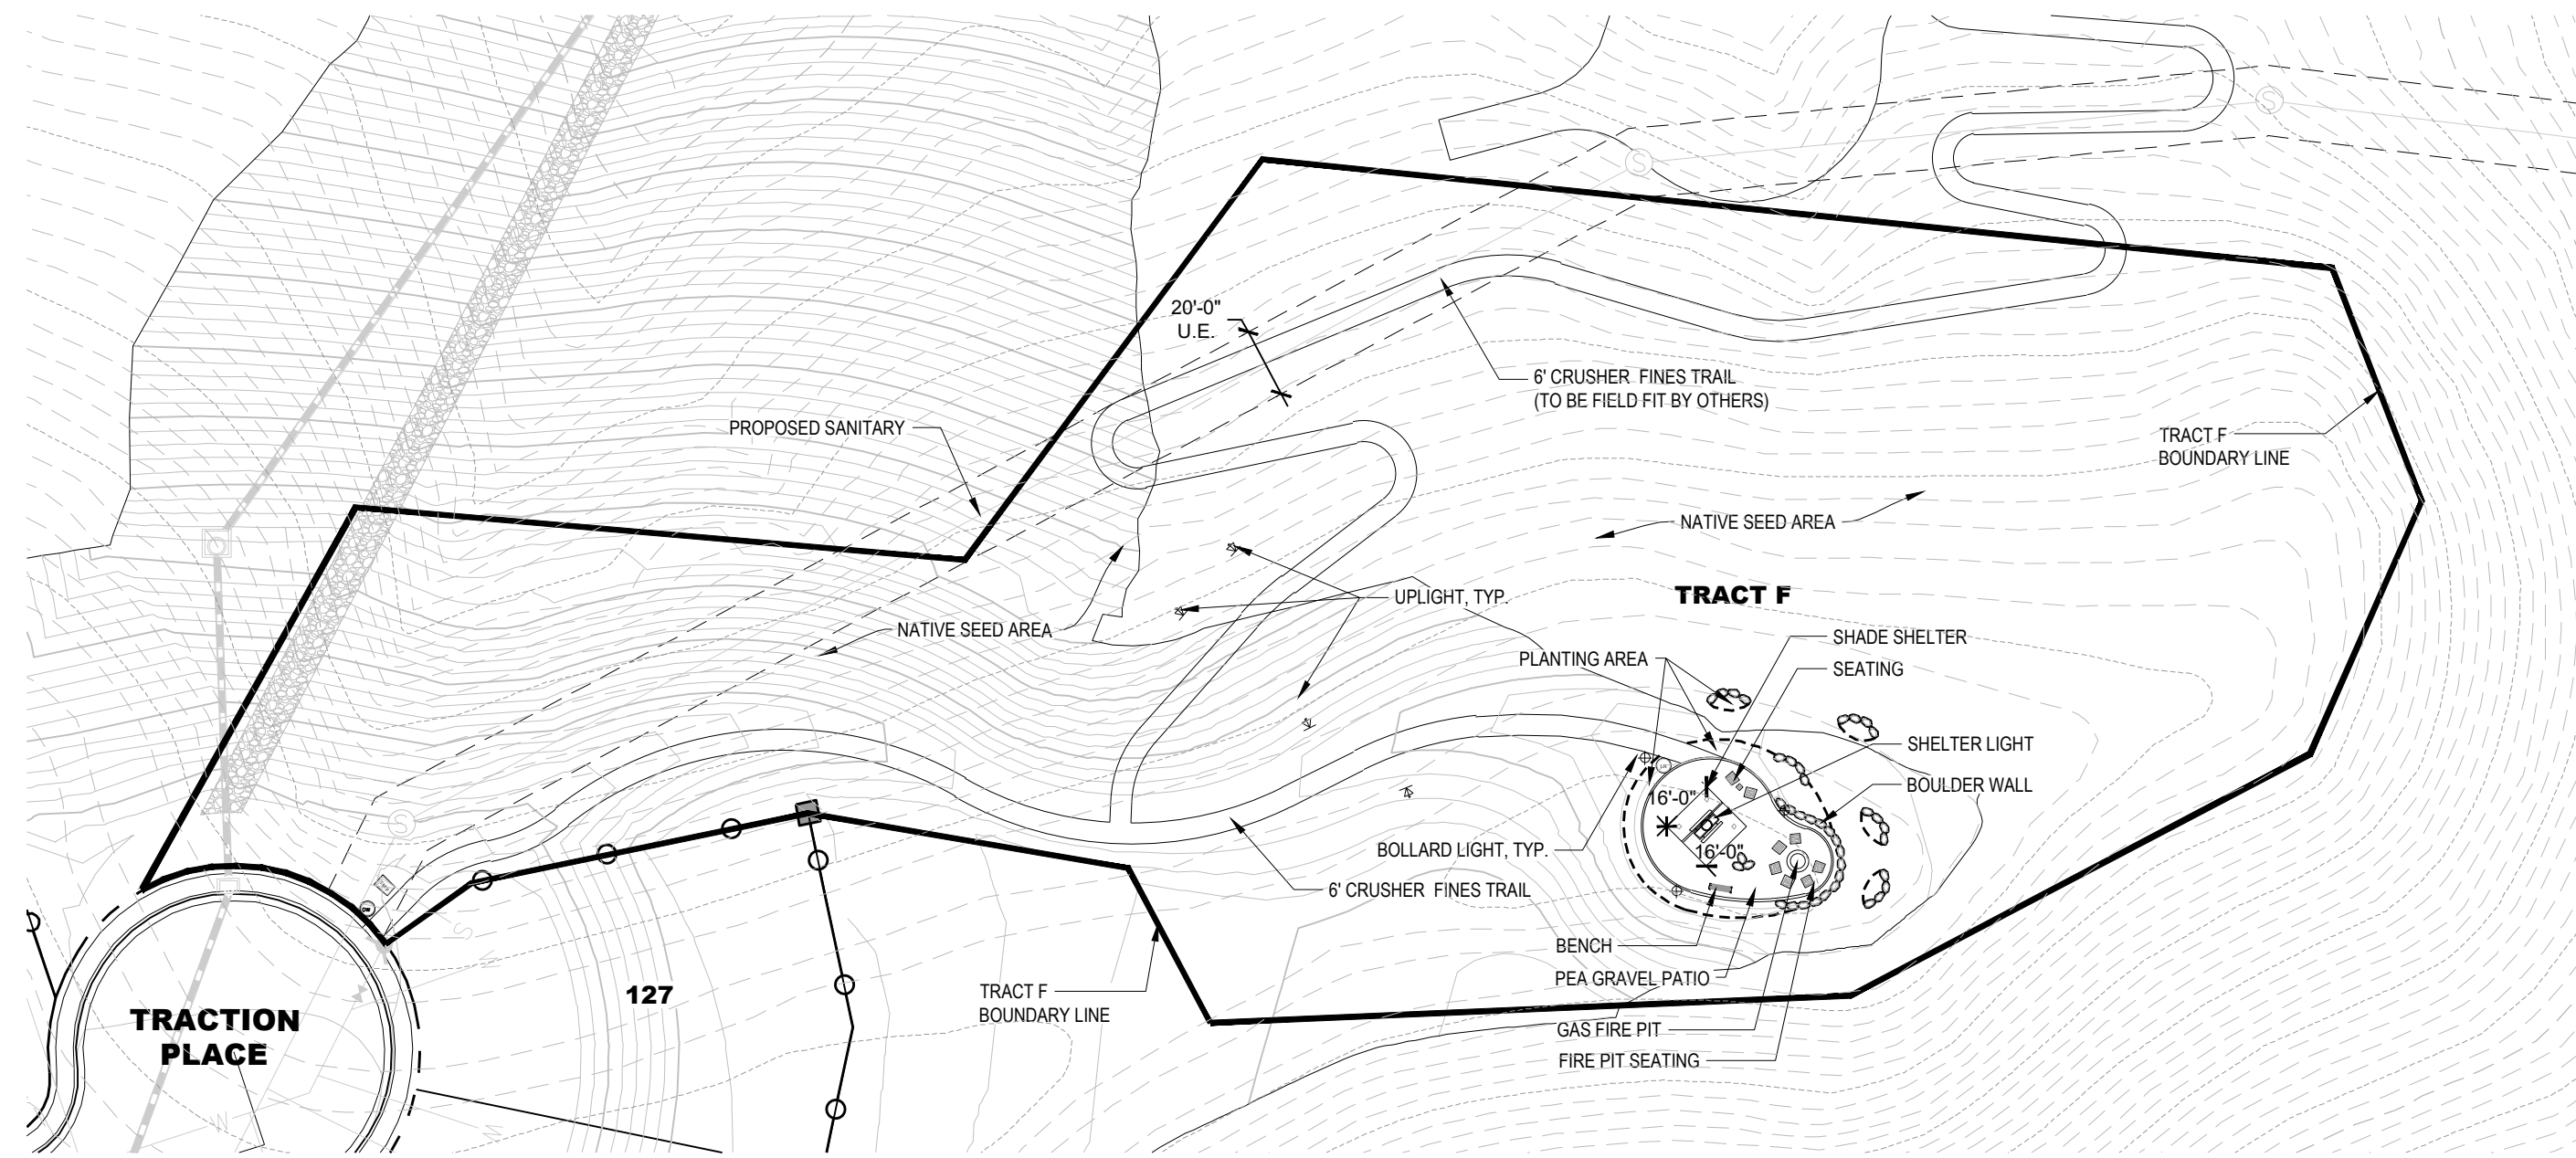 20'-0"
U.E.
6' CRUSHER FINES TRAIL
(TO BE FIELD FIT BY OTHERS)
PROPOSED SANITARY
TRACT F
BOUNDARY LINE
NATIVE SEED AREA
UPLIGHT, TYP.
TRACT F
NATIVE SEED AREA
SHADE SHELTER
PLANTING AREA
SEATING
SHELTER LIGHT
BOULDER WALL
16'-0"
16'-0"
BOLLARD LIGHT, TYP.
6' CRUSHER FINES TRAIL
BENCH
PEA GRAVEL PATIO
127
TRACT F
BOUNDARY LINE
TRACTION
PLACE
GAS FIRE PIT
FIRE PIT SEATING
S
S
S